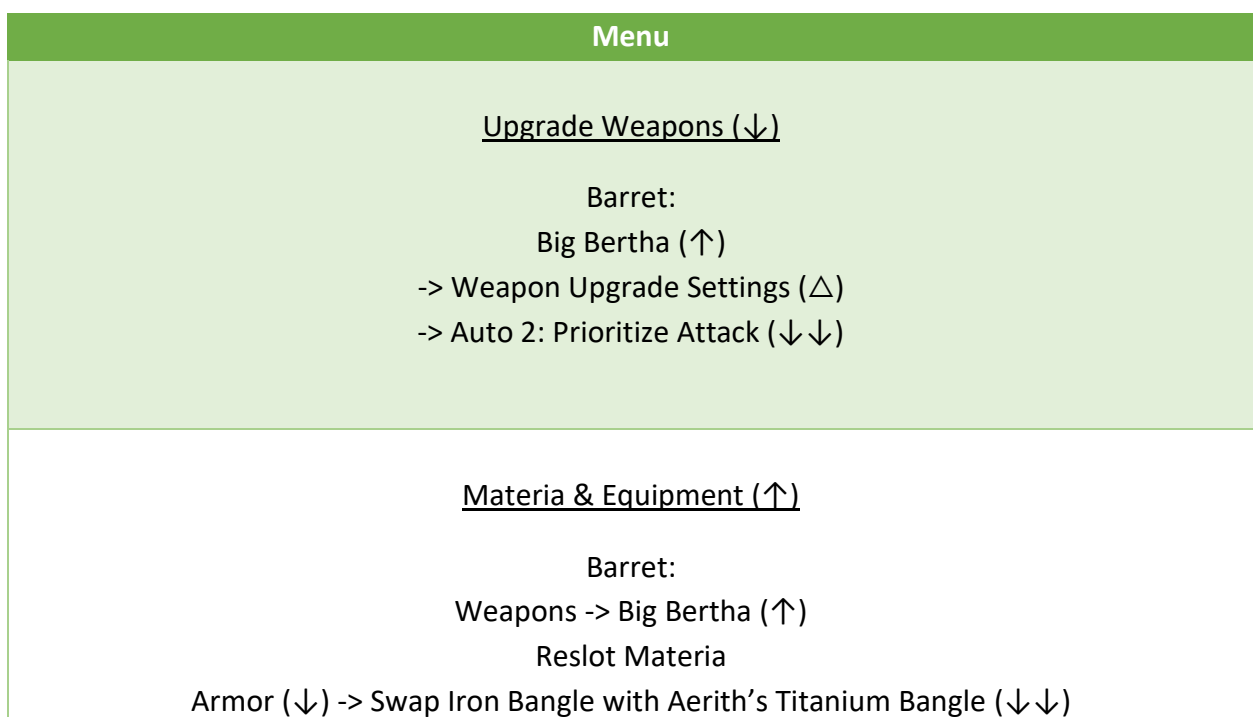 Menu
Upgrade Weapons (↓)
Barret:
Big Bertha (↑)
-> Weapon Upgrade Settings (△)
-> Auto 2: Prioritize Attack (↓↓)
Materia & Equipment (↑)
Barret:
Weapons -> Big Bertha (↑)
Reslot Materia
Armor (↓) -> Swap Iron Bangle with Aerith’s Titanium Bangle (↓↓)